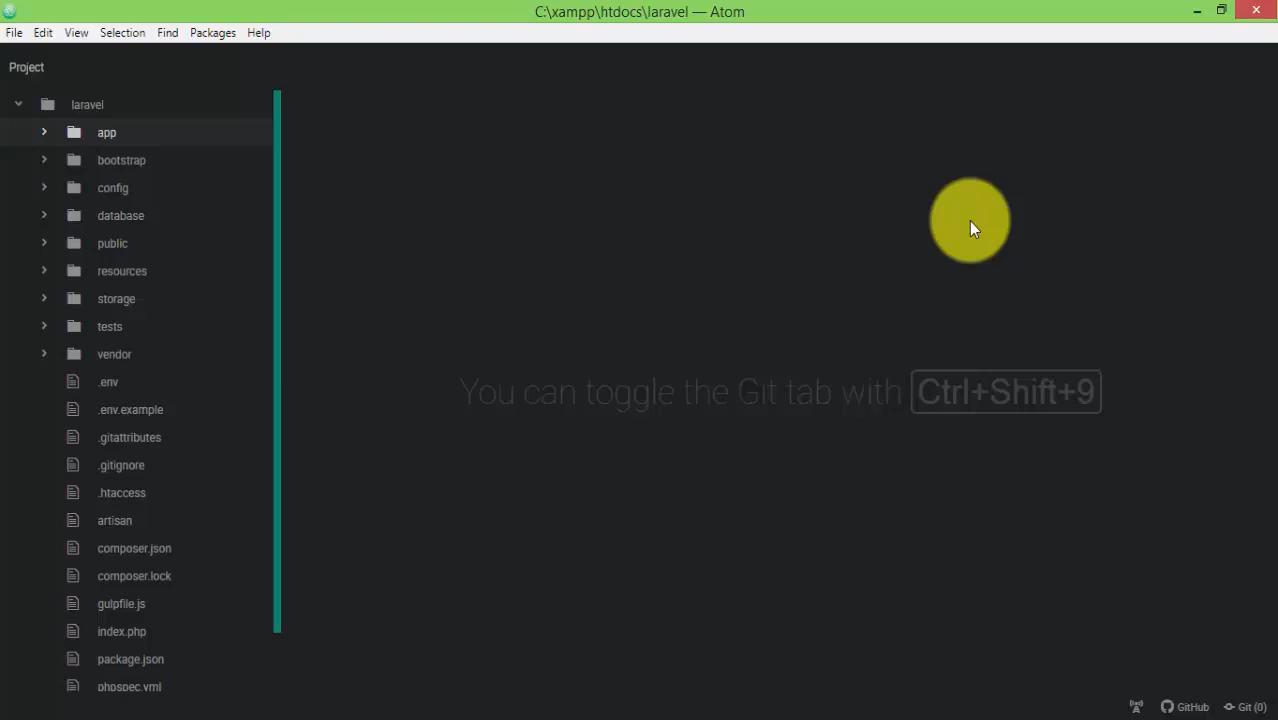 C:\xampp\htdocs\laravel — Atom
File Edit View Selection Find Packages Help
Project
laravel
app
bootstrap
config
database
public
resources
storage
tests
vendor
.env
.env.example
.gitattributes
.gitignore
.htaccess
artisan
composer.json
composer.lock
gulpfile.js
index.php
package.json
phpspec.yml
You can toggle the Git tab with Ctrl+Shift+9
GitHub Git (0)